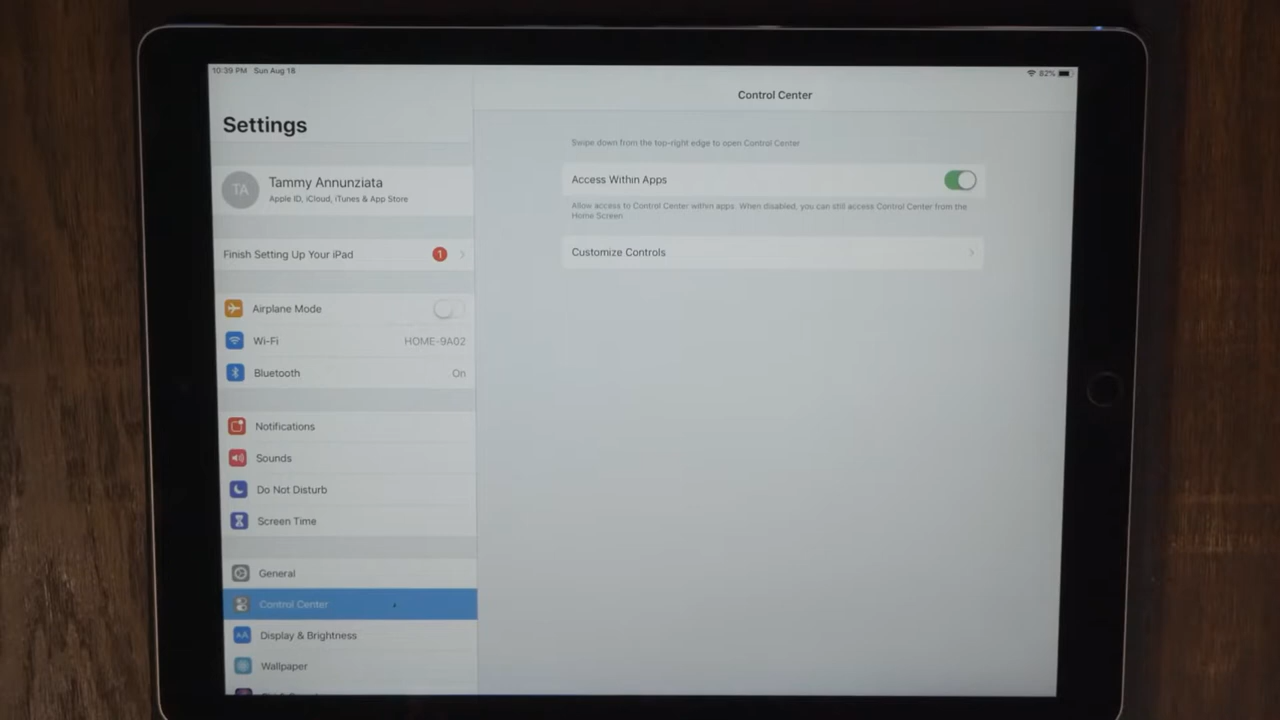 10:39 PM Sun Aug 16
82%
Settings
TA
Tammy Annunziata
Apple ID, iCloud, iTunes & App Store
Finish Setting Up Your iPad
1
Airplane Mode
Wi-Fi
HOME-9A02
Bluetooth
On
Notifications
Sounds
Do Not Disturb
Screen Time
General
Control Center
AA
Display & Brightness
Wallpaper
Control Center
Swipe down from the top-right edge to open Control Center
Access Within Apps
Allow access to Control Center within apps. When disabled, you can still access Control Center from the
Home Screen
Customize Controls